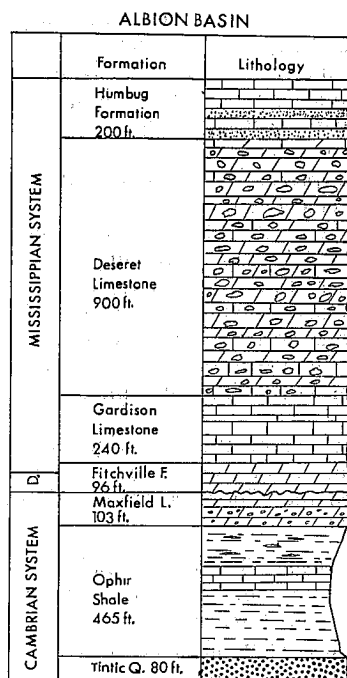 ALBION BASIN
Formation
Lithology
Humbug
Formation
200 ft.
Deseret
Limestone
900 ft.
Gardison
Limestone
240 ft.
Fitchville F.
96 ft.
Maxfield L.
103 ft.
Ophir
Shale
465 ft.
Tintic Q. 80 ft.
MISSISSIPPIAN SYSTEM
D.
CAMBRIAN SYSTEM